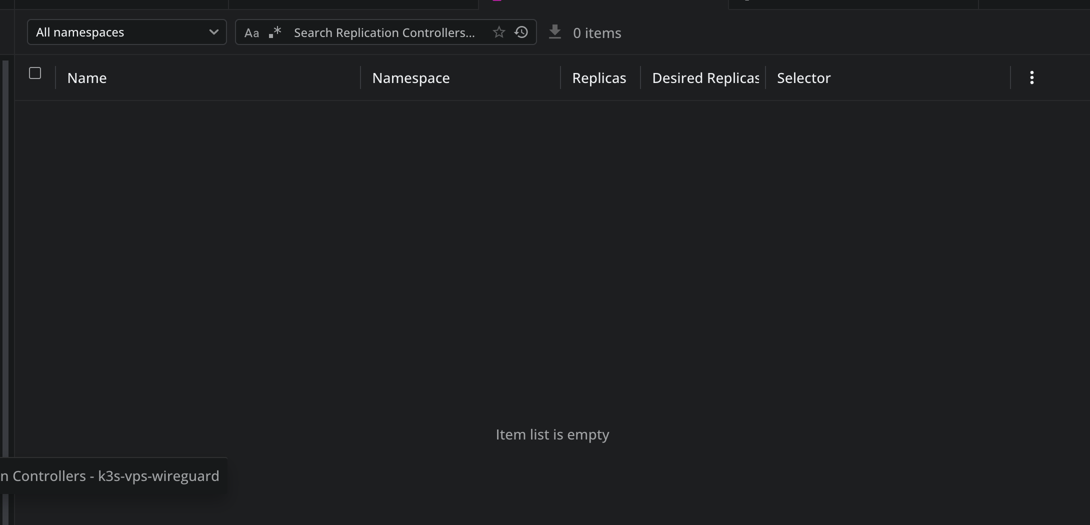 All namespaces
Aa .* Search Replication Controllers... 0 items
Name Namespace Replicas Desired Replicas Selector
Item list is empty
n Controllers - k3s-vps-wireguard